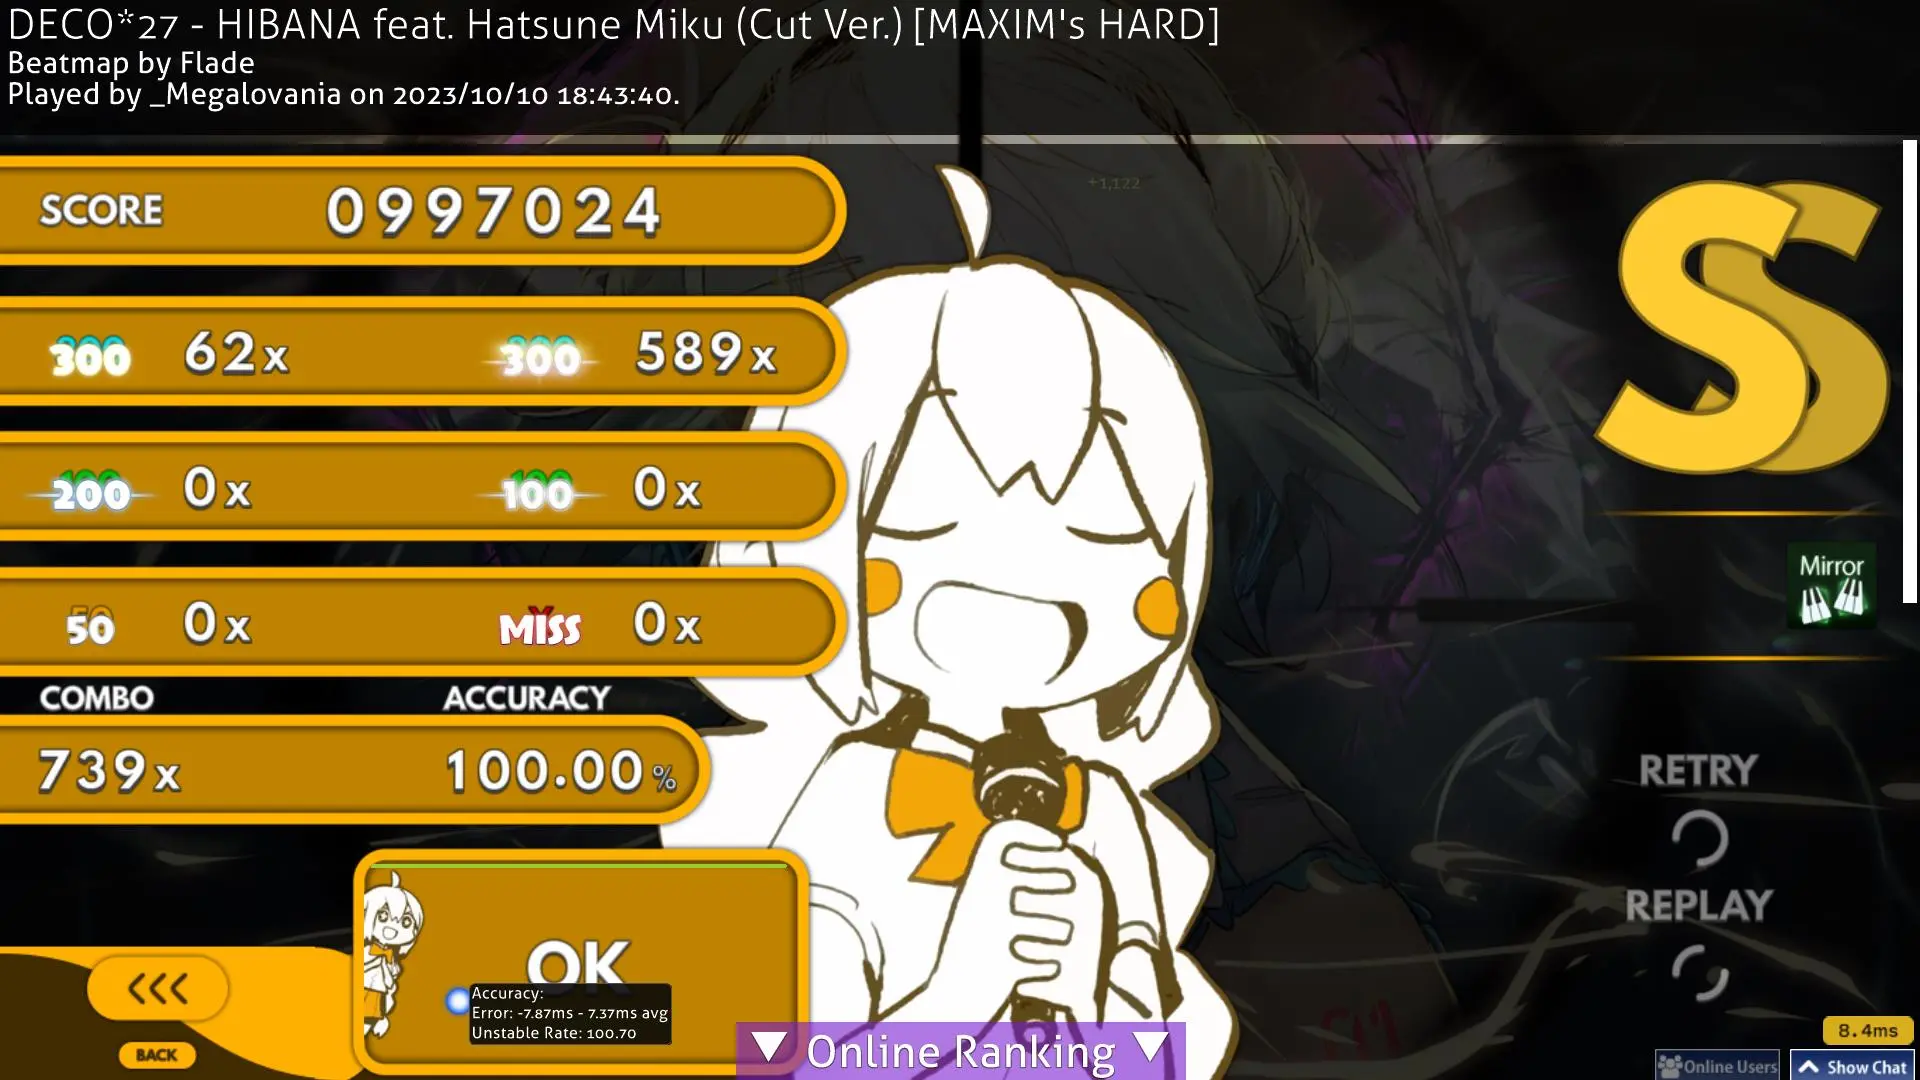 DECO*27 - HIBANA feat. Hatsune Miku (Cut Ver.) [MAXIM's HARD]
Beatmap by Flade
Played by _Megalovania on 2023/10/10 18:43:40.
+1,122
SCORE 0997024
300 62x 300 589x
200 0x 100 0x
50 0x MISS 0x
COMBO ACCURACY
739x 100.00%
SS
Mirror
RETRY
REPLAY
OK
Accuracy:
Error: -7.87ms - 7.37ms avg
Unstable Rate: 100.70
<<<
BACK
▼ Online Ranking ▼
8.4ms
Online Users
Show Chat